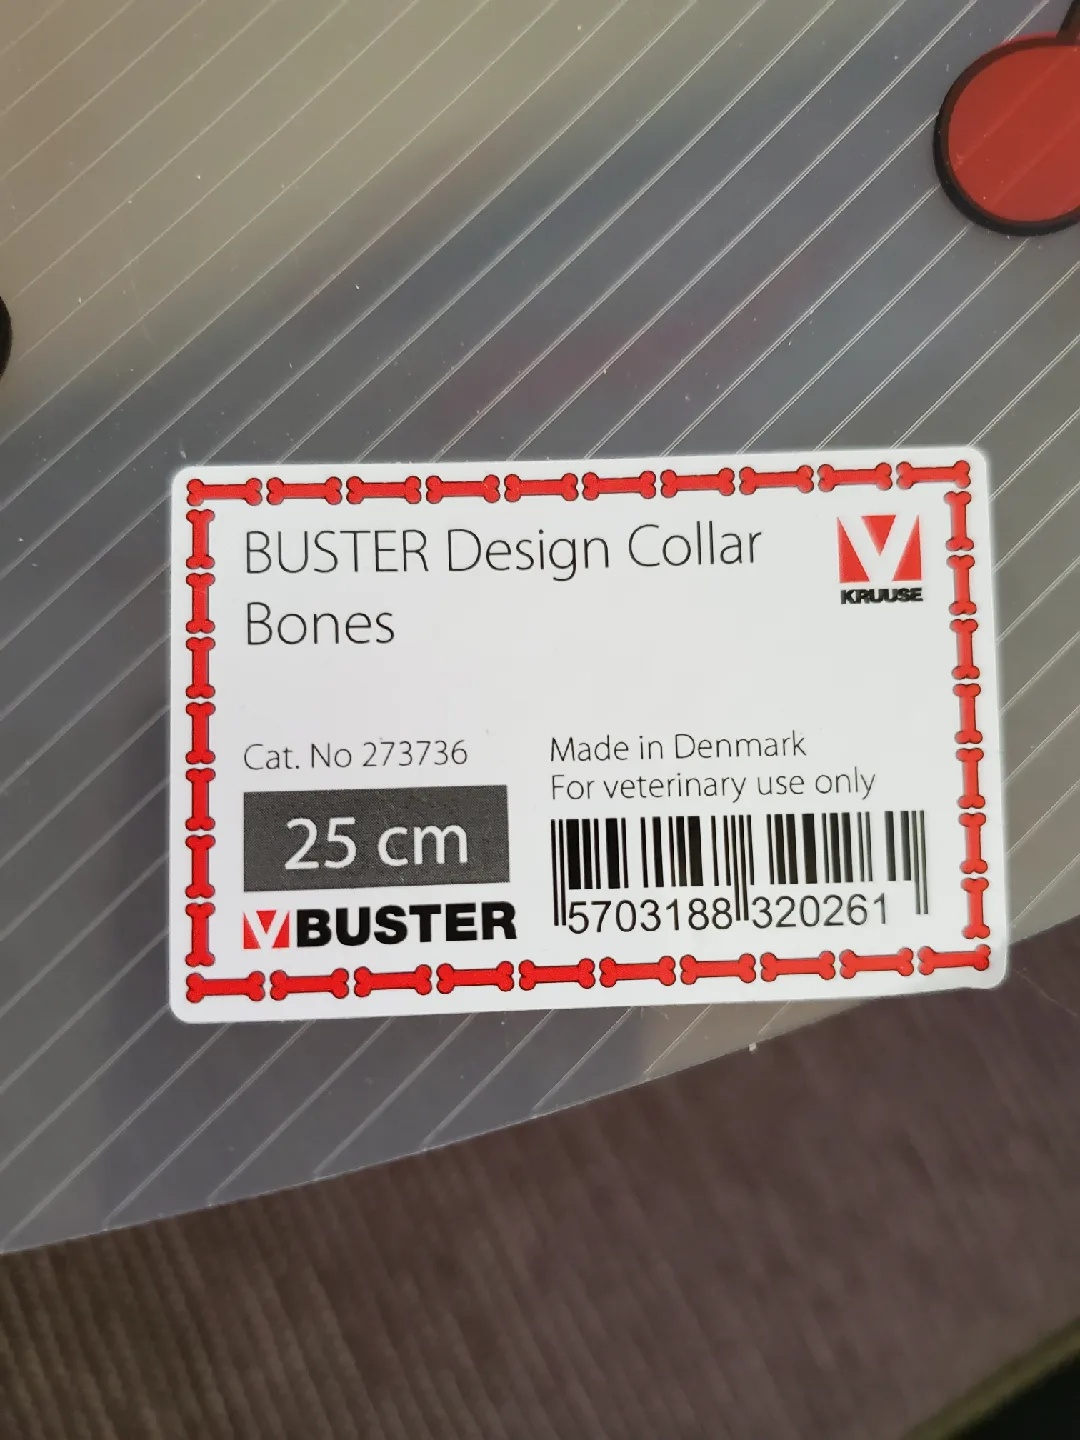 BUSTER Design Collar
Bones
KRUUSE
Cat. No 273736
25 cm
BUSTER
Made in Denmark
For veterinary use only
5703188 320261